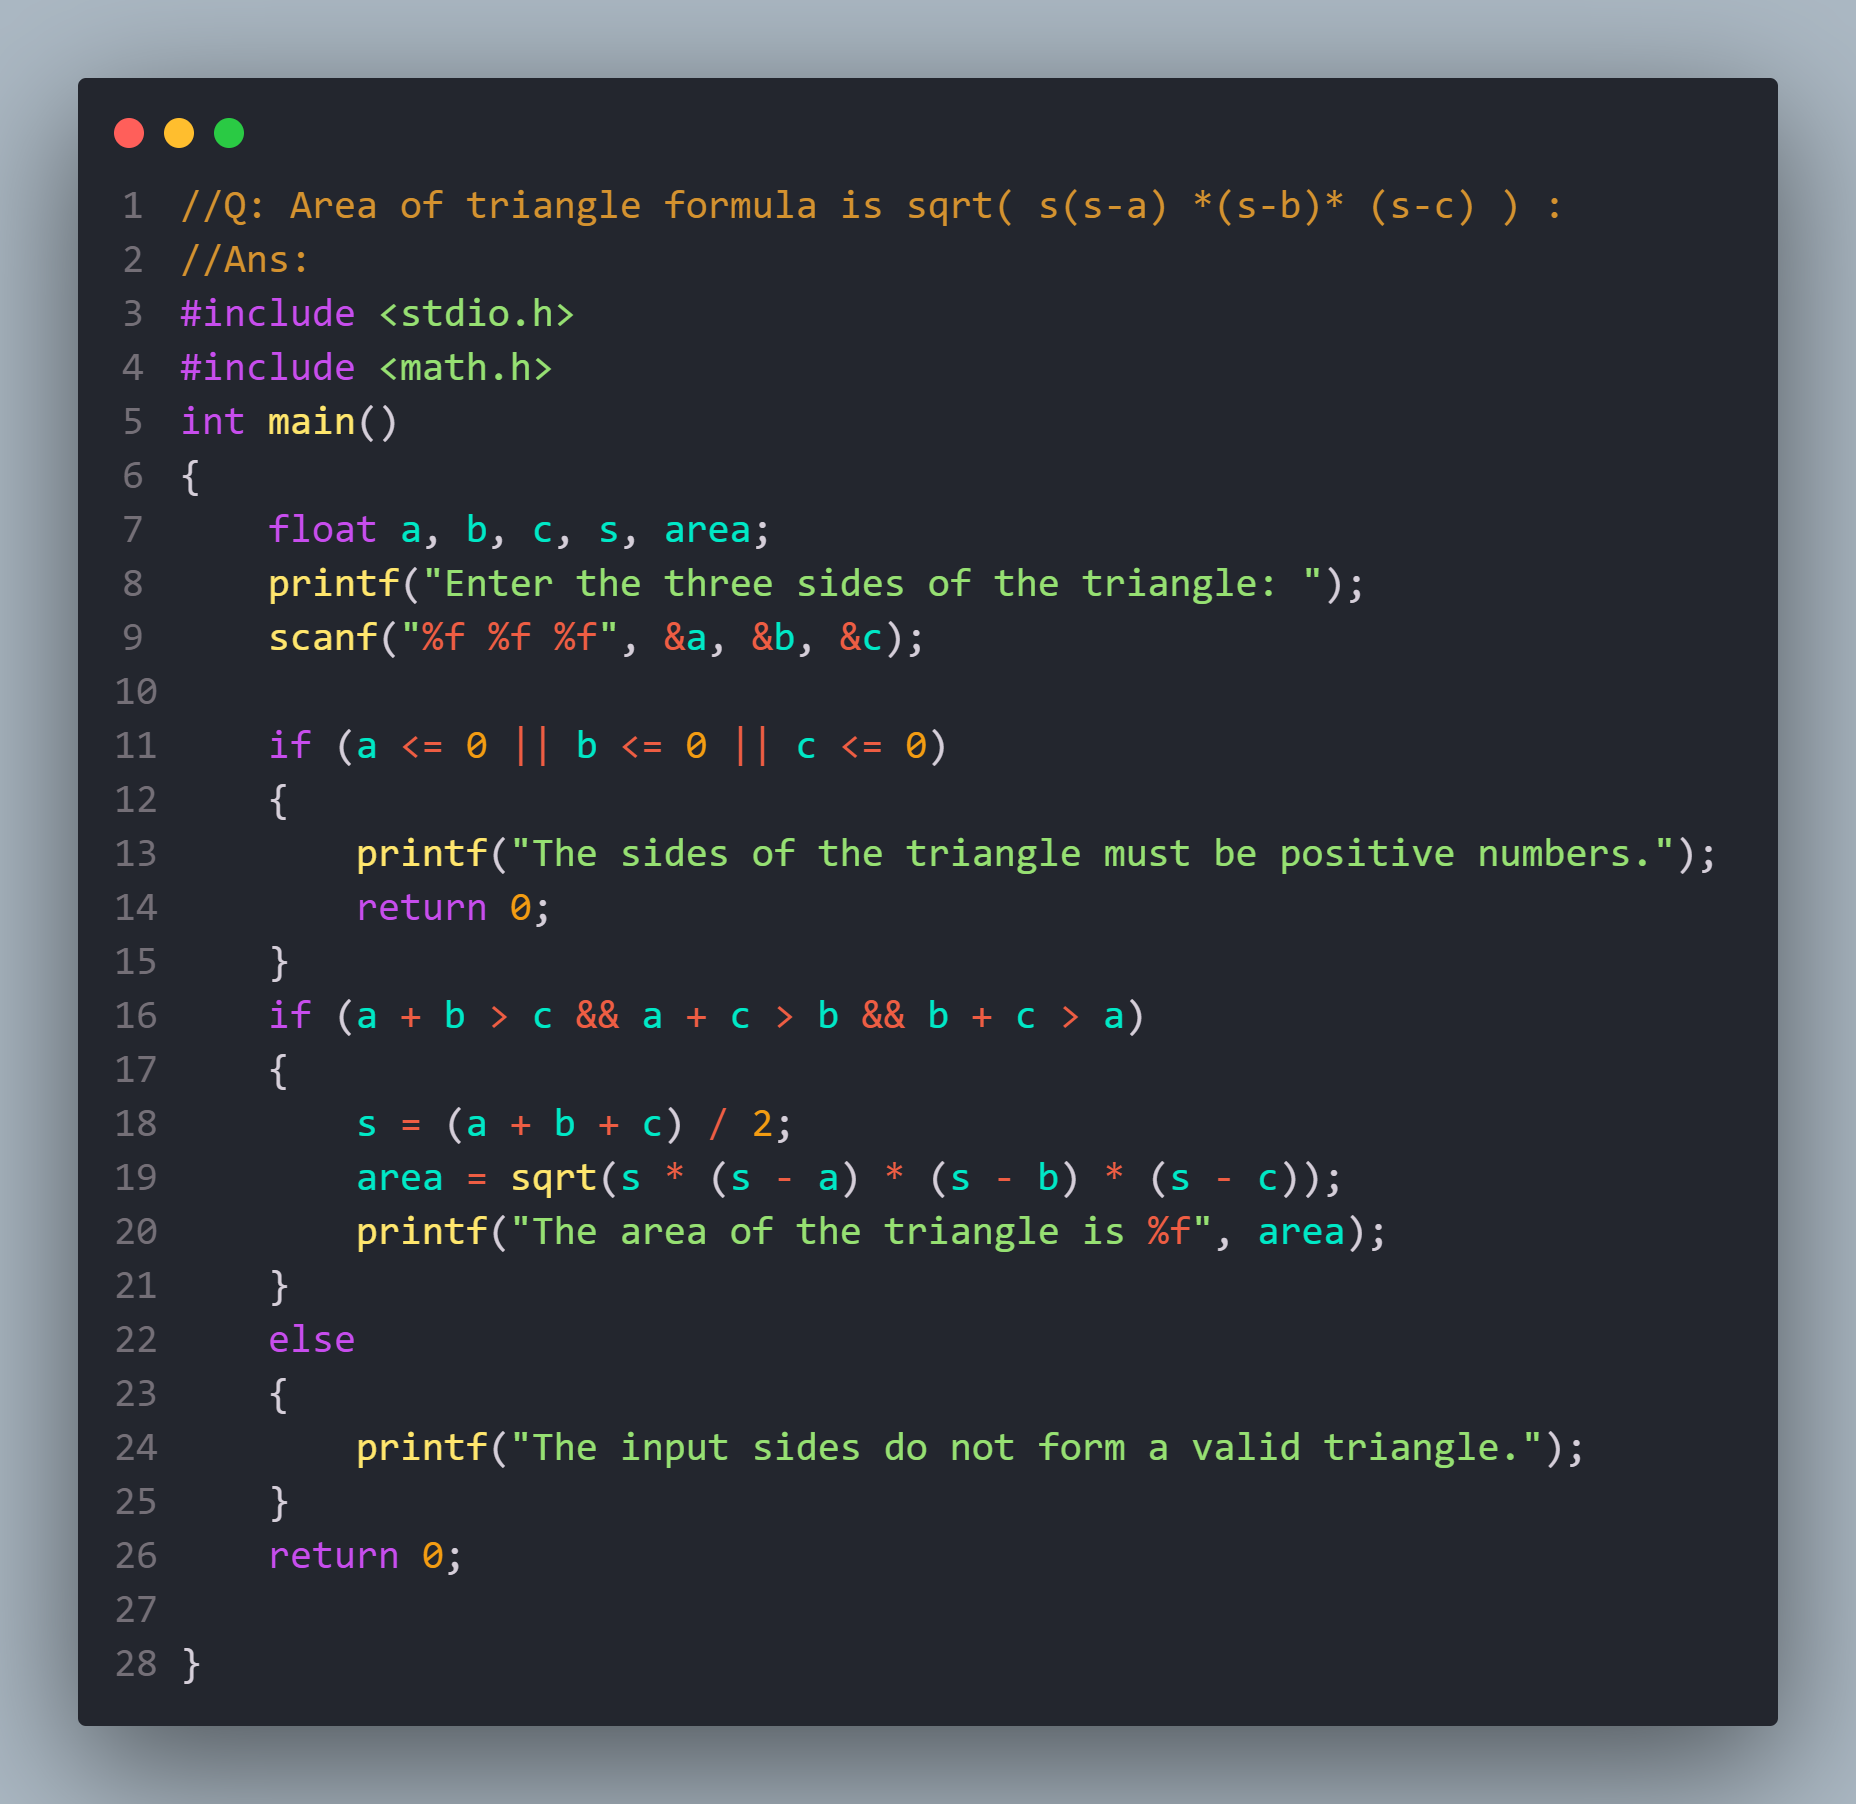 1 //Q: Area of triangle formula is sqrt( s(s-a) *(s-b)* (s-c) ) :
2 //Ans:
3 #include <stdio.h>
4 #include <math.h>
5 int main()
6 {
7     float a, b, c, s, area;
8     printf("Enter the three sides of the triangle: ");
9     scanf("%f %f %f", &a, &b, &c);
10
11     if (a <= 0 || b <= 0 || c <= 0)
12     {
13         printf("The sides of the triangle must be positive numbers.");
14         return 0;
15     }
16     if (a + b > c && a + c > b && b + c > a)
17     {
18         s = (a + b + c) / 2;
19         area = sqrt(s * (s - a) * (s - b) * (s - c));
20         printf("The area of the triangle is %f", area);
21     }
22     else
23     {
24         printf("The input sides do not form a valid triangle.");
25     }
26     return 0;
27
28 }